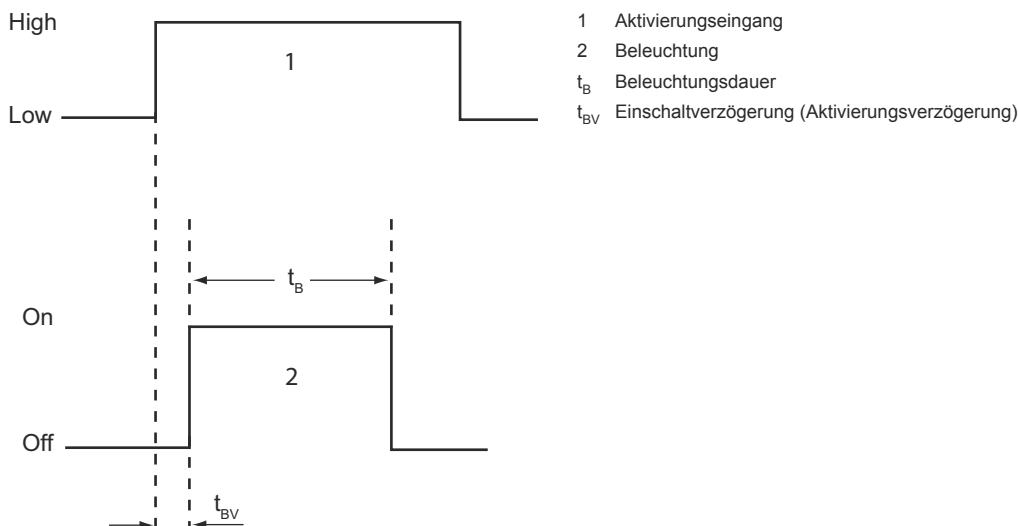 High
1
Low
1 Aktivierungseingang
2 Beleuchtung
t_B Beleuchtungsdauer
t_BV Einschaltverzögerung (Aktivierungsverzögerung)
t_B
On
2
Off
t_BV